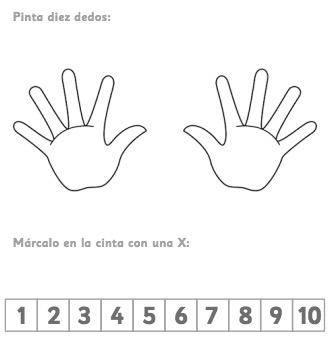 Pinta diez dedos:
Márcalo en la cinta con una X:
1 2 3 4 5 6 7 8 9 10